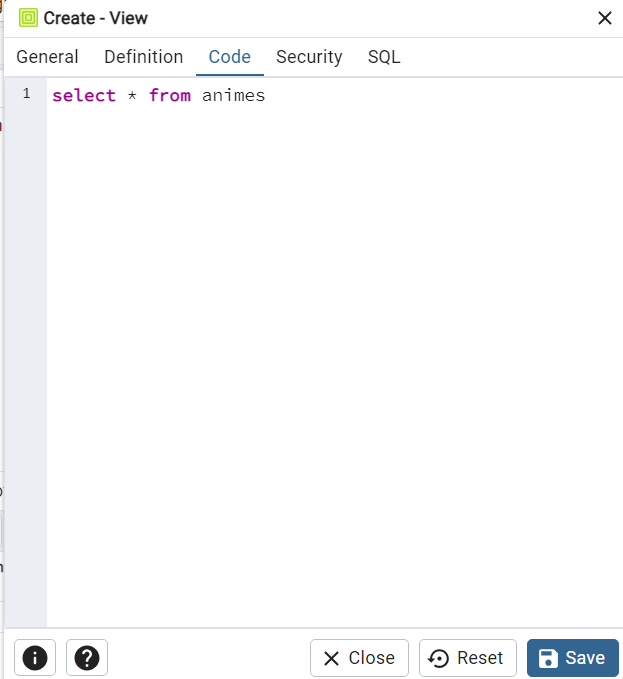 Create - View
General Definition Code Security SQL
1 select * from animes
Close Reset Save